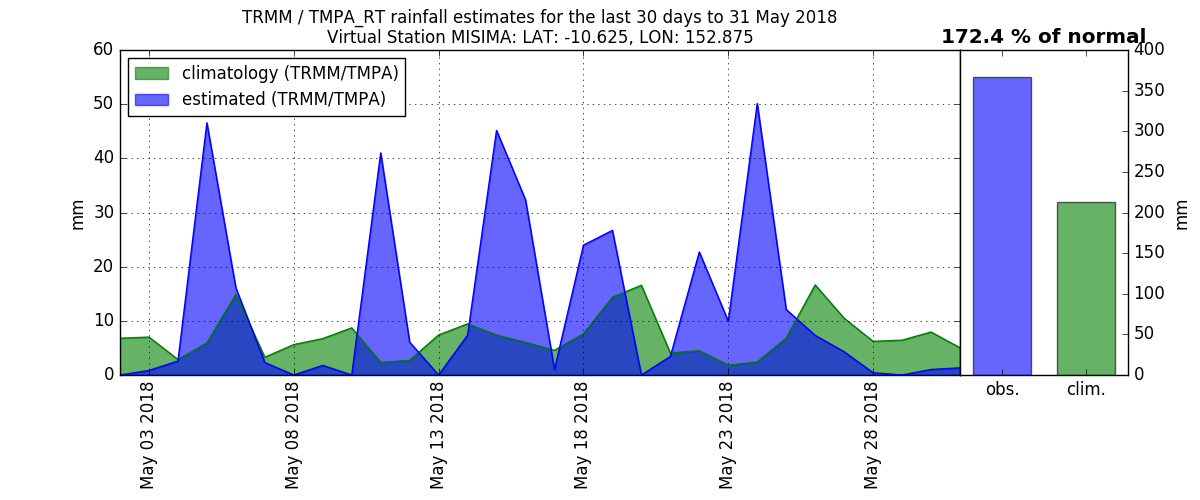 TRMM / TMPA_RT rainfall estimates for the last 30 days to 31 May 2018
Virtual Station MISIMA: LAT: -10.625, LON: 152.875
172.4 % of normal
climatology (TRMM/TMPA)
estimated (TRMM/TMPA)
60
50
40
30
20
10
0
mm
May 03 2018
May 08 2018
May 13 2018
May 18 2018
May 23 2018
May 28 2018
400
350
300
250
200
150
100
50
0
mm
obs.
clim.